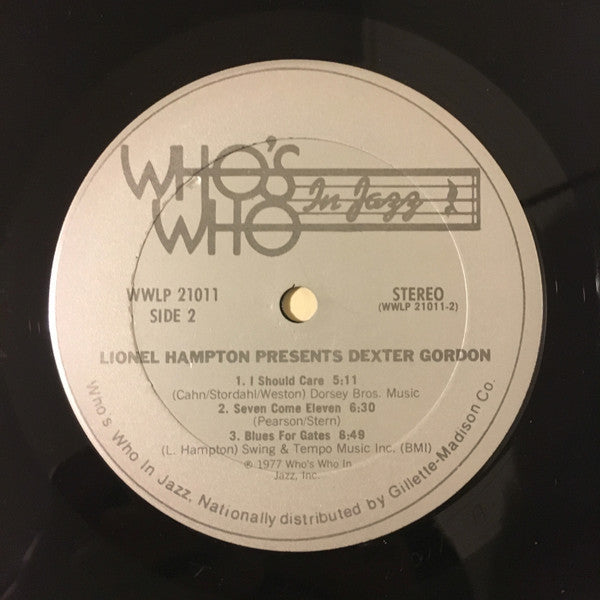 WHO'S
WHO In Jazz
WWLP 21011
SIDE 2
STEREO
(WWLP 21011-2)
LIONEL HAMPTON PRESENTS DEXTER GORDON
1. I Should Care 5:11
(Cahn/Stordahl/Weston) Dorsey Bros. Music
2. Seven Come Eleven 6:30
(Pearson/Stern)
3. Blues For Gates 6:49
(L. Hampton) Swing & Tempo Music Inc. (BMI)
℗ 1977 Who's Who In
Jazz, Inc.
Who's Who In Jazz. Nationally distributed by Gillette-Madison Co.